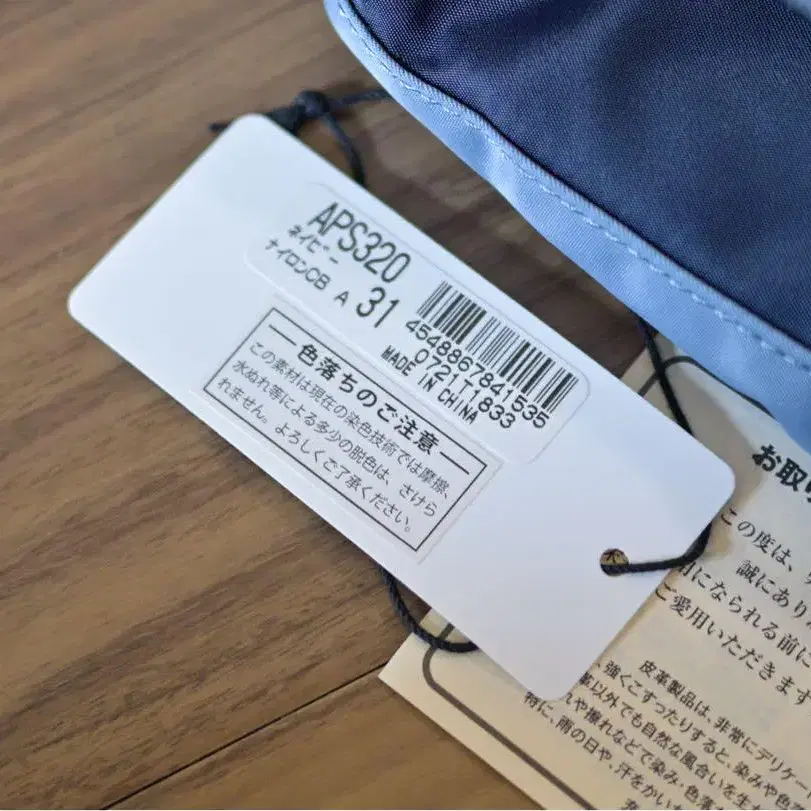 APS320
ネイビー
ナイロンCB A 31
4548867841535
0721T1833
MADE IN CHINA
色落ちのご注意
この素材は現在の染色技術では摩擦、
水ぬれ等による多少の脱色は、さけら
れません。よろしくご了承ください。
お取り
この度は、
誠にあり
になられる前に
ご愛用いただきます
皮革製品は、非常にデリケー
強くこすったりすると、染みや色
革以外でも自然な風合いを生
れや擦れなどで染み・色落
特に、雨の日や、汗をかい